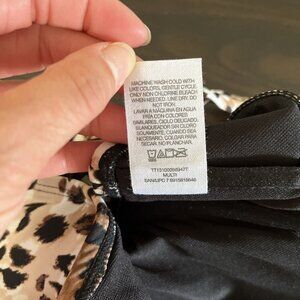 MACHINE WASH COLD WITH
LIKE COLORS, GENTLE CYCLE.
ONLY NON CHLORINE BLEACH
WHEN NEEDED. LINE DRY. DO
NOT IRON.
LAVAR A MAQUINA EN AGUA
FRÍA CON COLORES
SIMILARES, CICLO DELICADO.
BLANQUEADOR SIN CLORO
CUANDO SEA
NECESARIO. COLGAR PARA
SECAR. NO PLANCHAR.
MULTI